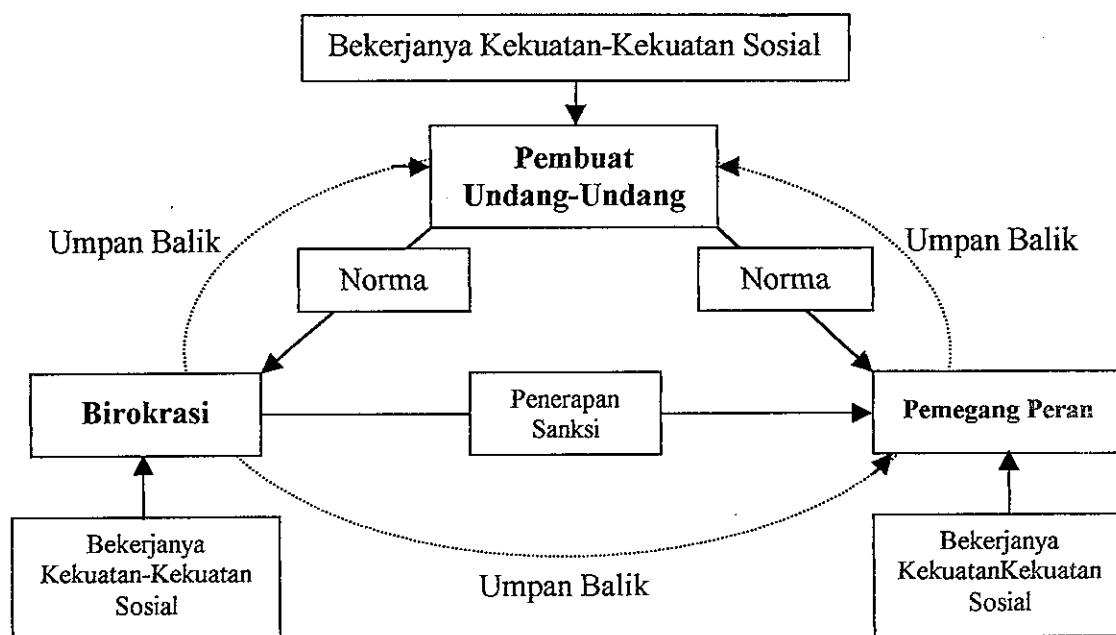 Bekerjanya Kekuatan-Kekuatan Sosial
Pembuat
Undang-Undang
Umpan Balik
Umpan Balik
Norma
Norma
Birokrasi
Penerapan
Sanksi
Pemegang Peran
Bekerjanya
Kekuatan-Kekuatan
Sosial
Umpan Balik
Bekerjanya
KekuatanKekuatan
Sosial